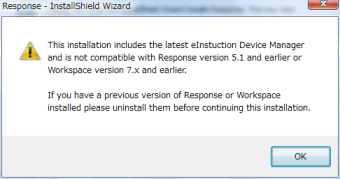 Response - InstallShield Wizard
This installation includes the latest eInstuction Device Manager
and is not compatible with Response version 5.1 and earlier or
Workspace version 7.x and earlier.
If you have a previous version of Response or Workspace
installed please uninstall them before continuing this installation.
OK